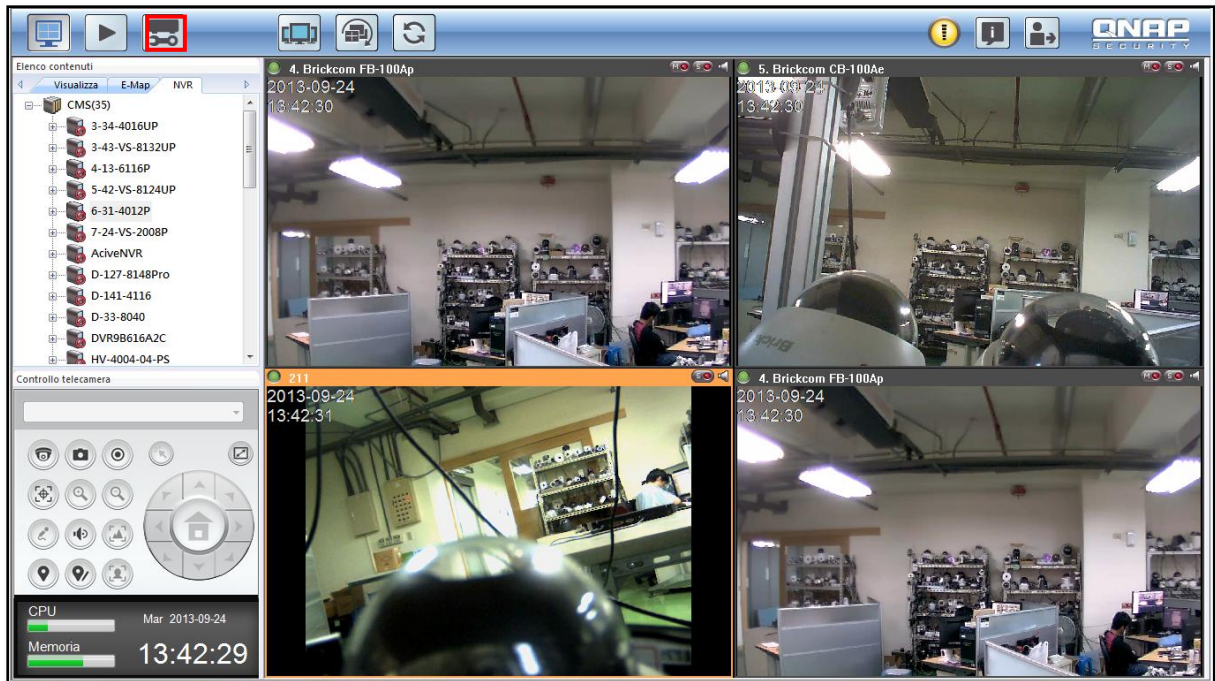 QNAP
SECURITY
Elenco contenuti
Visualizza E-Map NVR
CMS(35)
3-34-4016UP
3-43-VS-8132UP
4-13-6116P
5-42-VS-8124UP
6-31-4012P
7-24-VS-2008P
AciveNVR
D-127-8148Pro
D-141-4116
D-33-8040
DVR9B616A2C
HV-4004-04-PS
Controllo telecamera
CPU
Mar 2013-09-24
Memoria
13:42:29
4. Brickcom FB-100Ap
2013-09-24
13:42:30
5. Brickcom CB-100Ae
2013-09-24
13:42:30
Brickcom
211
2013-09-24
13:42:31
4. Brickcom FB-100Ap
2013-09-24
13:42:30